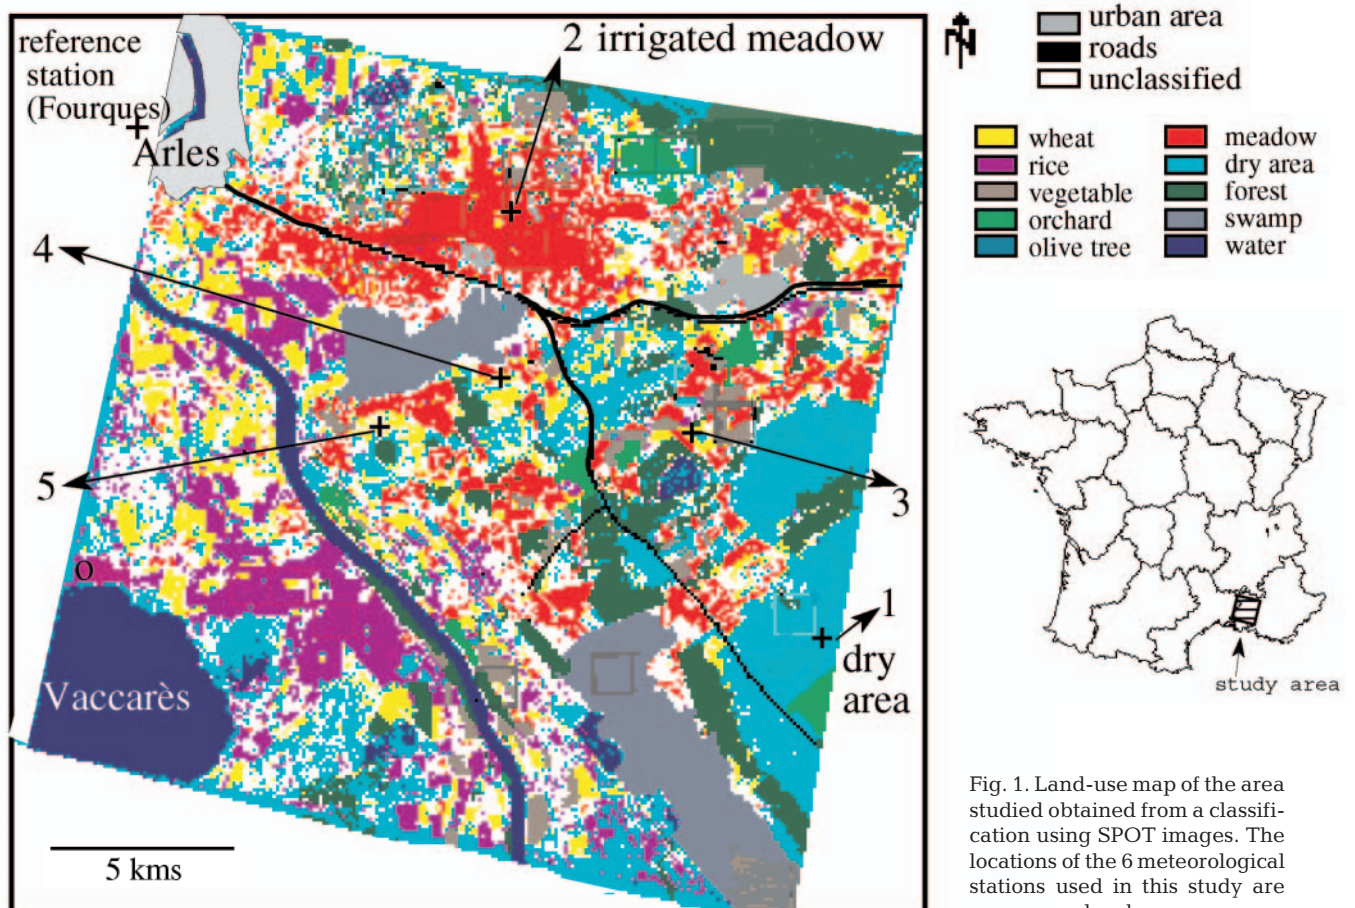 reference
station
(Fourques)
Arles
2 irrigated meadow
4
5
3
1
dry
area
o
Vaccarès
5 kms
N
urban area
roads
unclassified
wheat
rice
vegetable
orchard
olive tree
meadow
dry area
forest
swamp
water
study area
Fig. 1. Land-use map of the area
studied obtained from a classifi-
cation using SPOT images. The
locations of the 6 meteorological
stations used in this study are